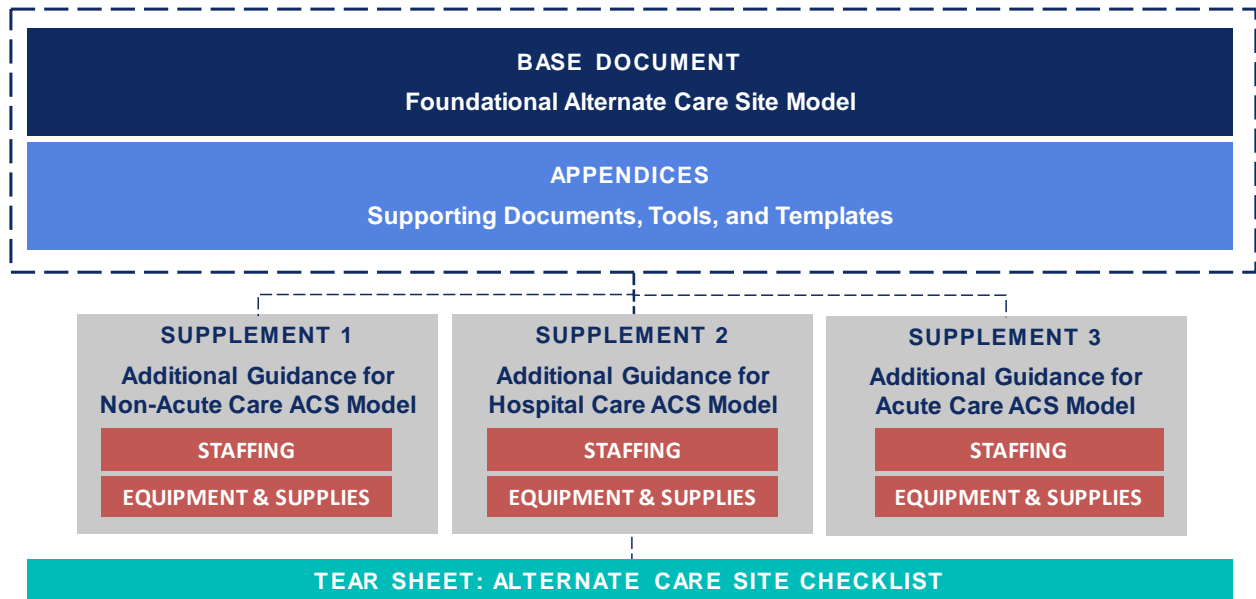 BASE DOCUMENT
Foundational Alternate Care Site Model
APPENDICES
Supporting Documents, Tools, and Templates
SUPPLEMENT 1
Additional Guidance for
Non-Acute Care ACS Model
STAFFING
EQUIPMENT & SUPPLIES
SUPPLEMENT 2
Additional Guidance for
Hospital Care ACS Model
STAFFING
EQUIPMENT & SUPPLIES
SUPPLEMENT 3
Additional Guidance for
Acute Care ACS Model
STAFFING
EQUIPMENT & SUPPLIES
TEAR SHEET: ALTERNATE CARE SITE CHECKLIST